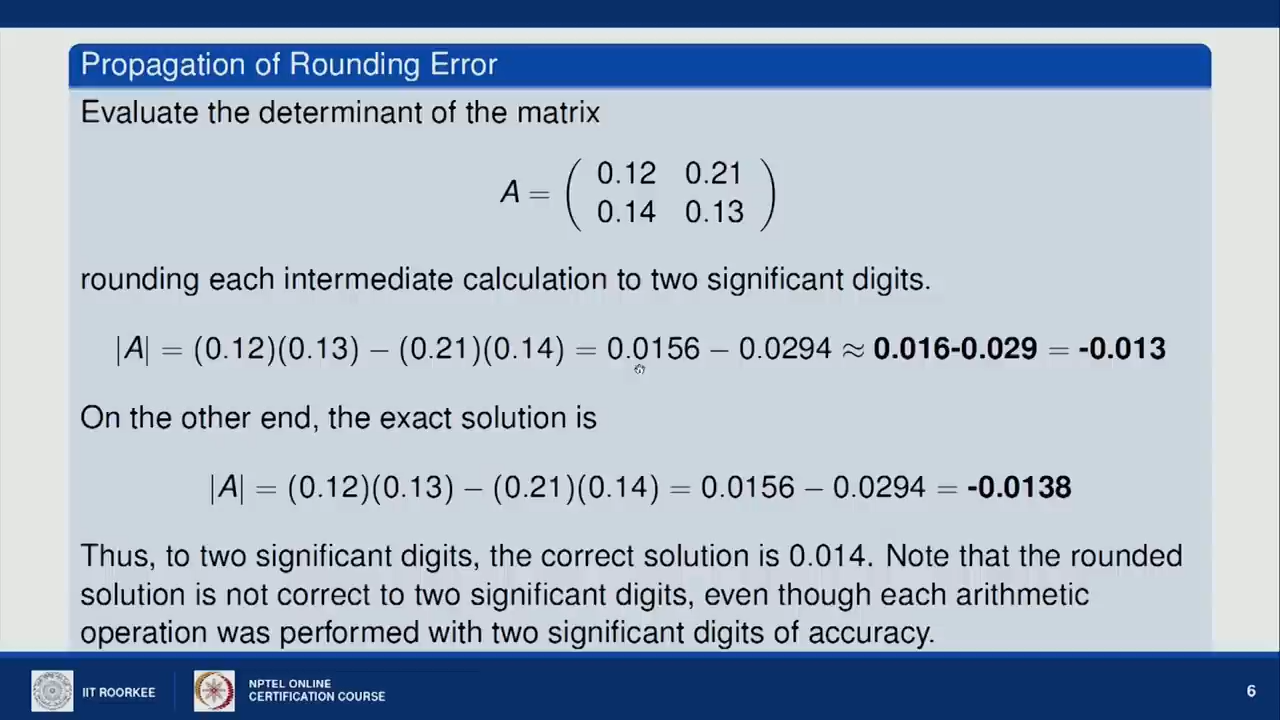 Propagation of Rounding Error
Evaluate the determinant of the matrix
A = ( 0.12 0.21
0.14 0.13 )
rounding each intermediate calculation to two significant digits.
|A| = (0.12)(0.13) − (0.21)(0.14) = 0.0156 − 0.0294 ≈ 0.016-0.029 = -0.013
On the other end, the exact solution is
|A| = (0.12)(0.13) − (0.21)(0.14) = 0.0156 − 0.0294 = -0.0138
Thus, to two significant digits, the correct solution is 0.014. Note that the rounded
solution is not correct to two significant digits, even though each arithmetic
operation was performed with two significant digits of accuracy.
IIT ROORKEE
NPTEL ONLINE
CERTIFICATION COURSE
6